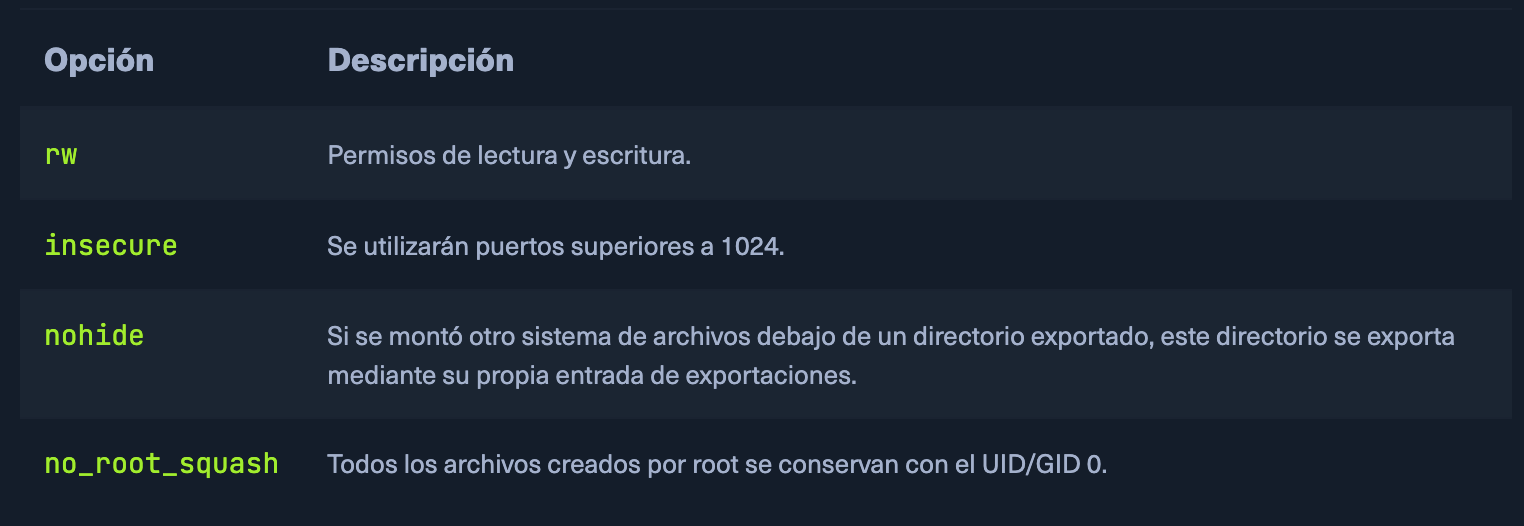 Opción Descripción
rw Permisos de lectura y escritura.
insecure Se utilizarán puertos superiores a 1024.
nohide Si se montó otro sistema de archivos debajo de un directorio exportado, este directorio se exporta
mediante su propia entrada de exportaciones.
no_root_squash Todos los archivos creados por root se conservan con el UID/GID 0.